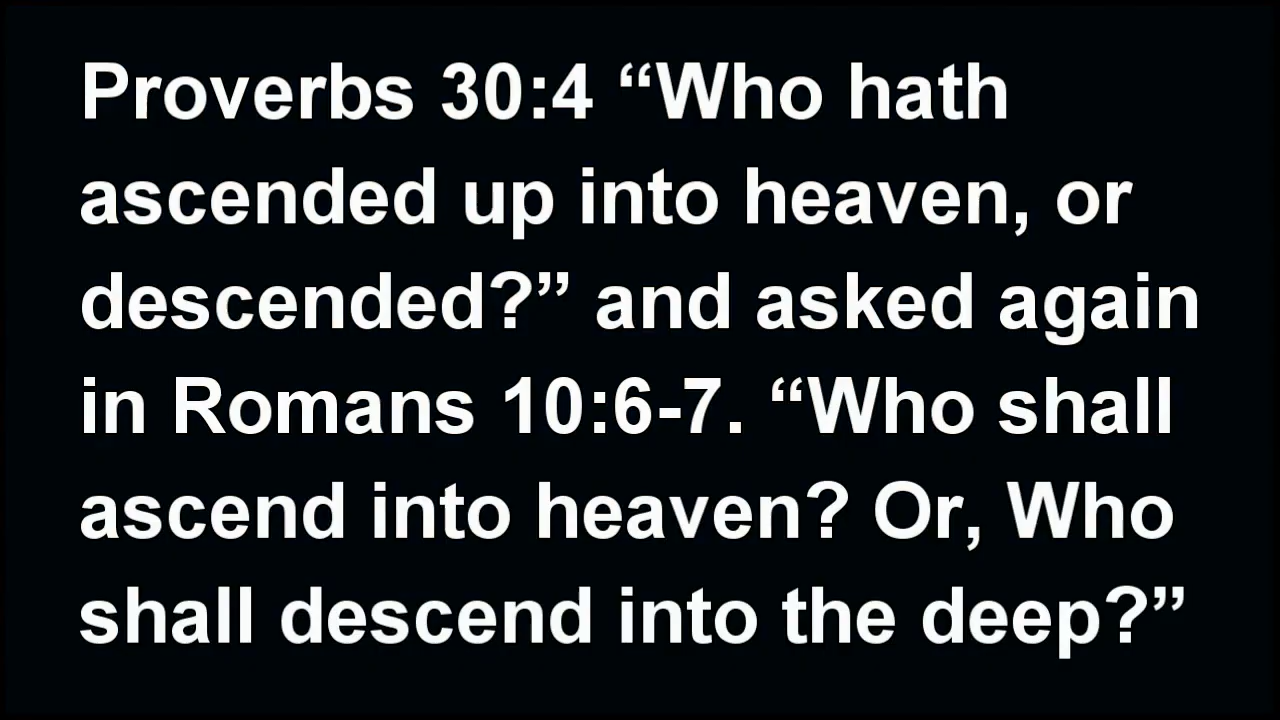 Proverbs 30:4 “Who hath
ascended up into heaven, or
descended?” and asked again
in Romans 10:6-7. “Who shall
ascend into heaven? Or, Who
shall descend into the deep?”